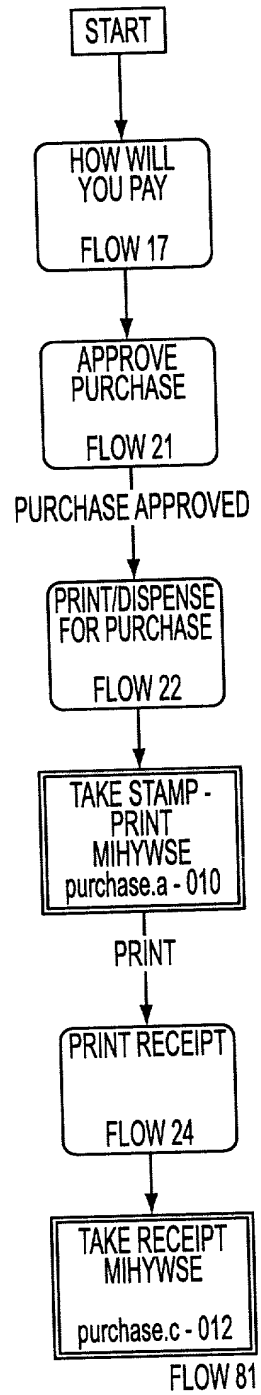 START
HOW WILL
YOU PAY
FLOW 17
APPROVE
PURCHASE
FLOW 21
PURCHASE APPROVED
PRINT/DISPENSE
FOR PURCHASE
FLOW 22
TAKE STAMP -
PRINT
MIHYWSE
purchase.a - 010
PRINT
PRINT RECEIPT
FLOW 24
TAKE RECEIPT
MIHYWSE
purchase.c - 012
FLOW 81